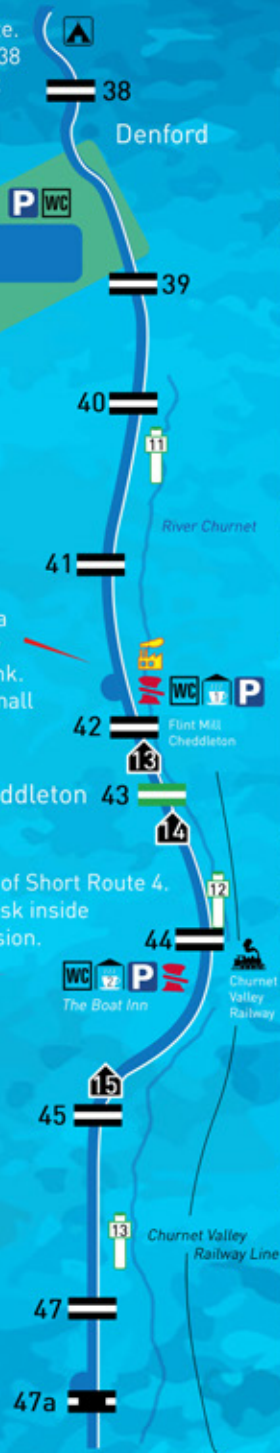 38
38
Denford
P WC
39
40
11
River Churnet
41
a
nk.
WC P
nall
42
Flint Mill
Cheddleton
13
ddleton 43
14
of Short Route 4.
12
sk inside
44
sion.
WC P
The Boat Inn
Churnet
Valley
Railway
15
45
13
Churnet Valley
Railway Line
47
47a